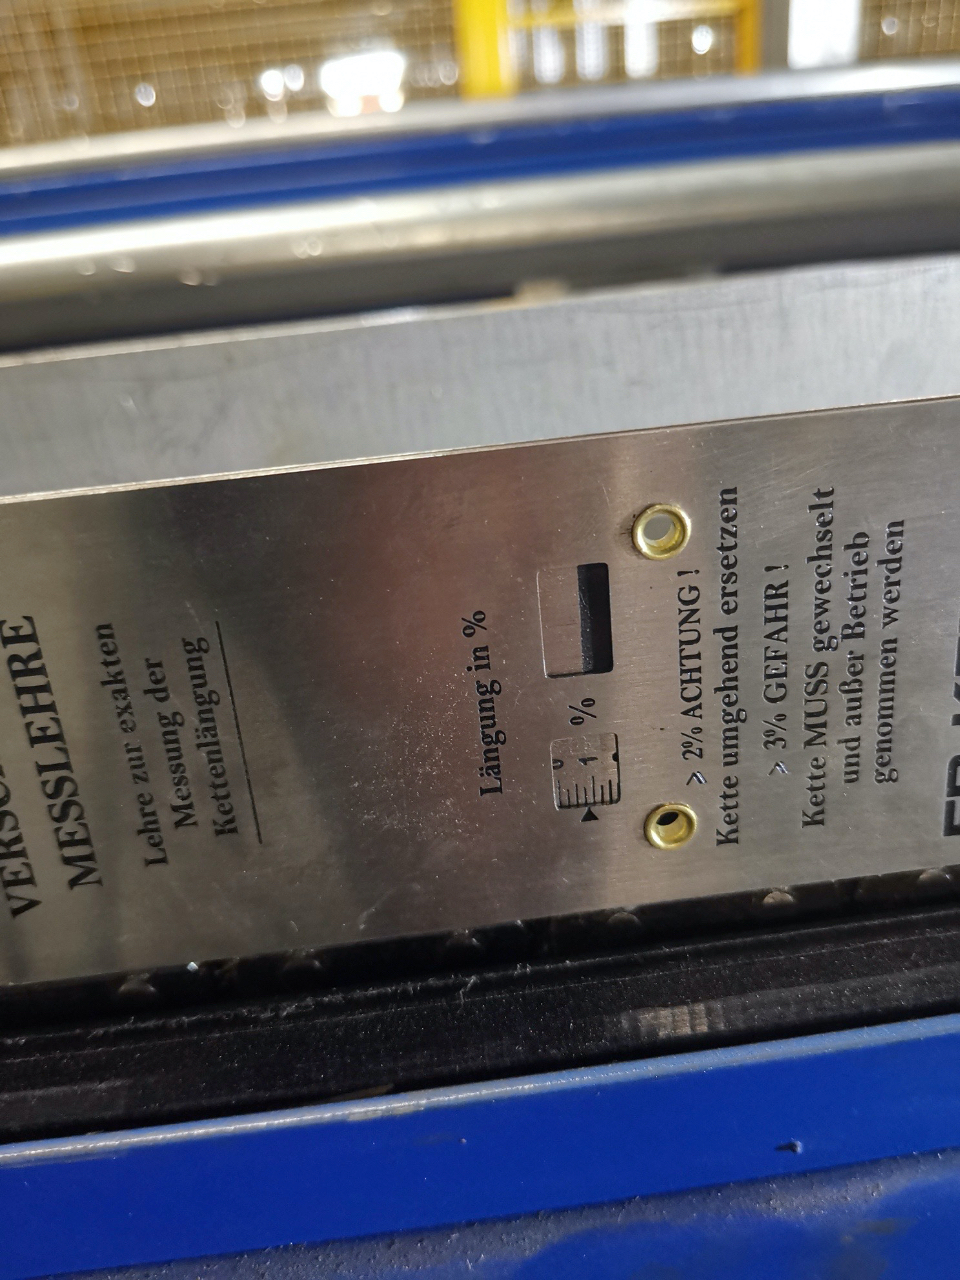 MESSLEHRE
Lehre zur exakten
Messung der
Kettenlängung
Längung in %
0
1
%
> 2% ACHTUNG!
Kette umgehend ersetzen
> 3% GEFAHR!
Kette MUSS gewechselt
und außer Betrieb
genommen werden